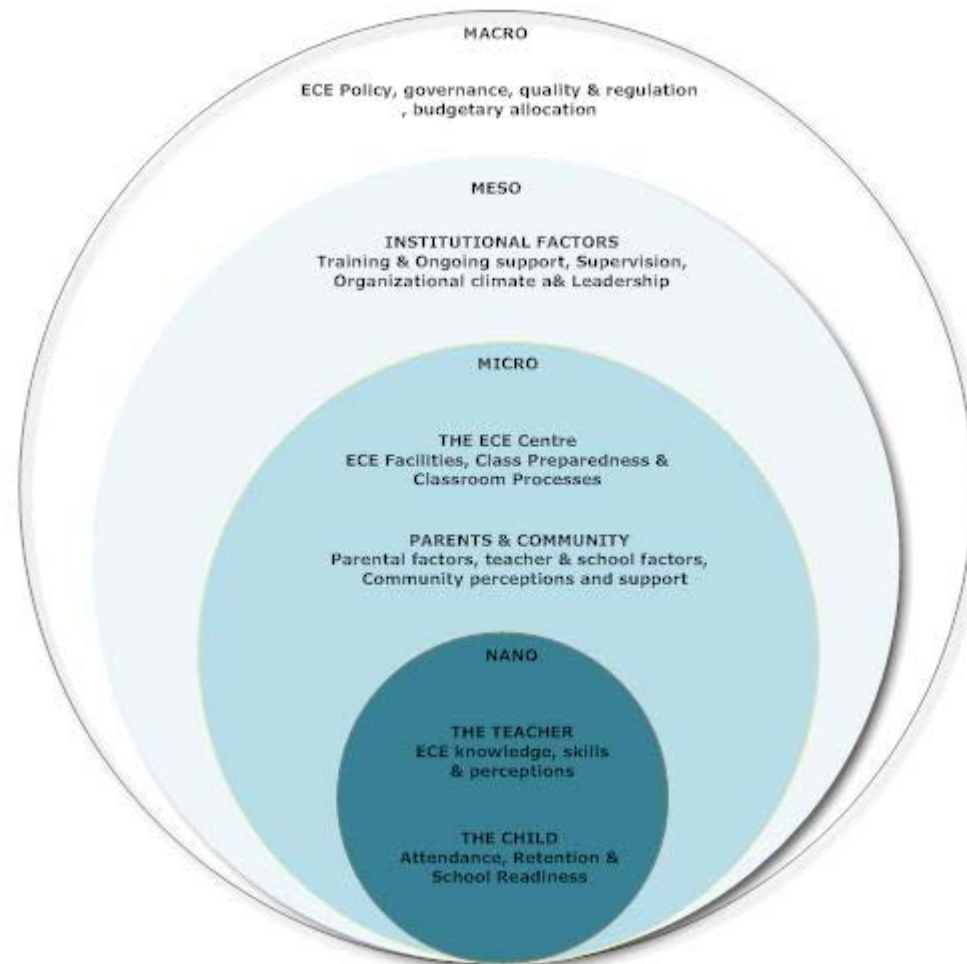 MACRO
ECE Policy, governance, quality & regulation
, budgetary allocation
MESO
INSTITUTIONAL FACTORS
Training & Ongoing support, Supervision,
Organizational climate a& Leadership
MICRO
THE ECE Centre
ECE Facilities, Class Preparedness &
Classroom Processes
PARENTS & COMMUNITY
Parental factors, teacher & school factors,
Community perceptions and support
NANO
THE TEACHER
ECE knowledge, skills
& perceptions
THE CHILD
Attendance, Retention &
School Readiness